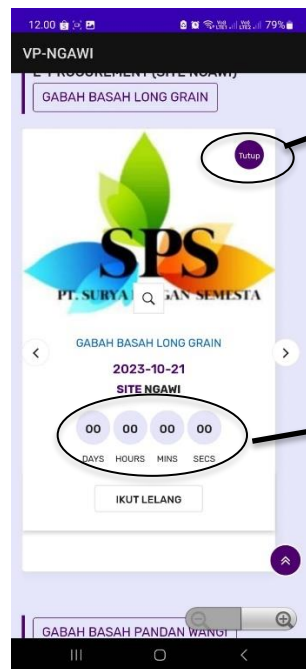 12.00 79%
VP-NGAWI
E-PROCUREMENT (SITE NGAWI)
GABAH BASAH LONG GRAIN
Tutup
SPS
PT. SURYA PANGAN SEMESTA
GABAH BASAH LONG GRAIN
2023-10-21
SITE NGAWI
00 00 00 00
DAYS HOURS MINS SECS
IKUT LELANG
GABAH BASAH PANDAN WANGI